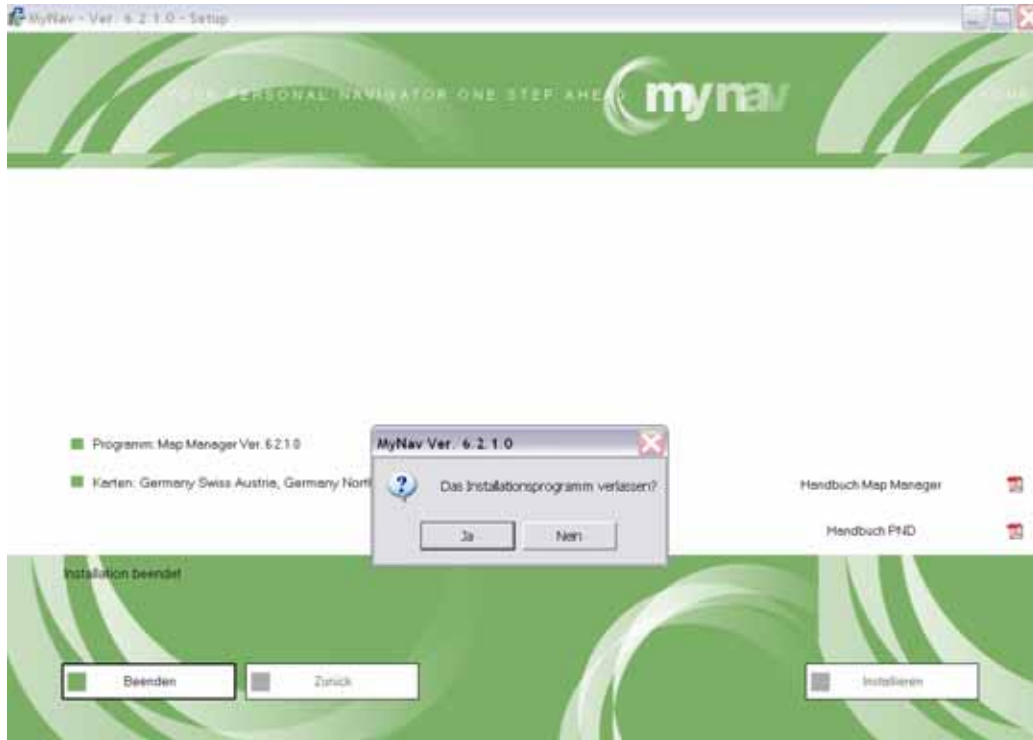 MyNav - Ver. 6.2.1.0 - Setup
YOUR PERSONAL NAVIGATOR ONE STEP AHEAD
mynav
Programm: Map Manager Ver. 6.2.1.0
MyNav Ver. 6.2.1.0
Karten: Germany Swiss Austria, Germany Nort
Das Installationsprogramm verlassen?
Ja
Nein
Handbuch Map Manager
Handbuch PND
Installation beendet
Beenden
Zurück
Installieren